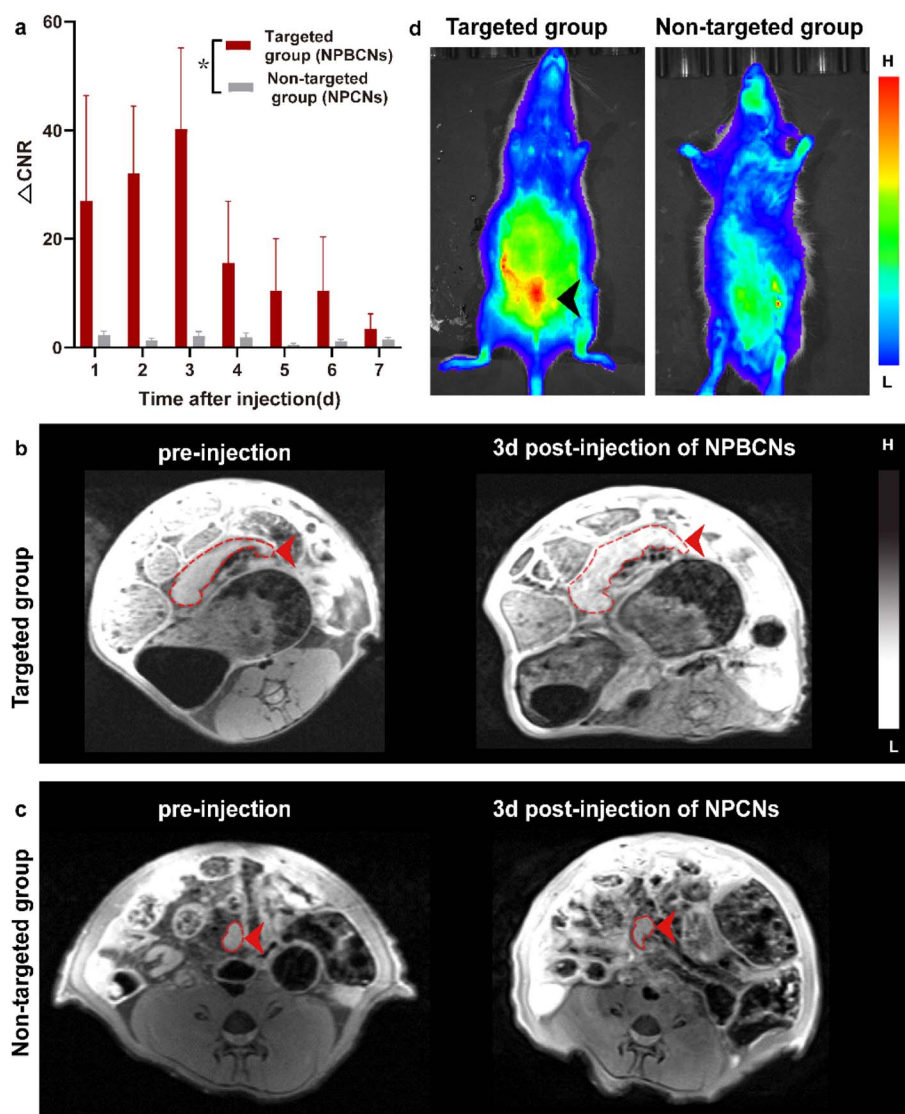 a
60
40
20
0
△CNR
*
Targeted
group (NPBCNs)
Non-targeted
group (NPCNs)
1 2 3 4 5 6 7
Time after injection(d)
d
Targeted group
Non-targeted group
H
L
b
pre-injection
3d post-injection of NPBCNs
Targeted group
H
L
c
pre-injection
3d post-injection of NPCNs
Non-targeted group